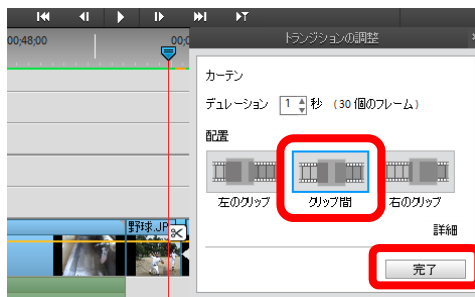 00;48;00
00;0
トランジションの調整
カーテン
デュレーション 1 秒 (30 個のフレーム)
配置
左のクリップ クリップ間 右のクリップ
詳細
野球.JP
完了